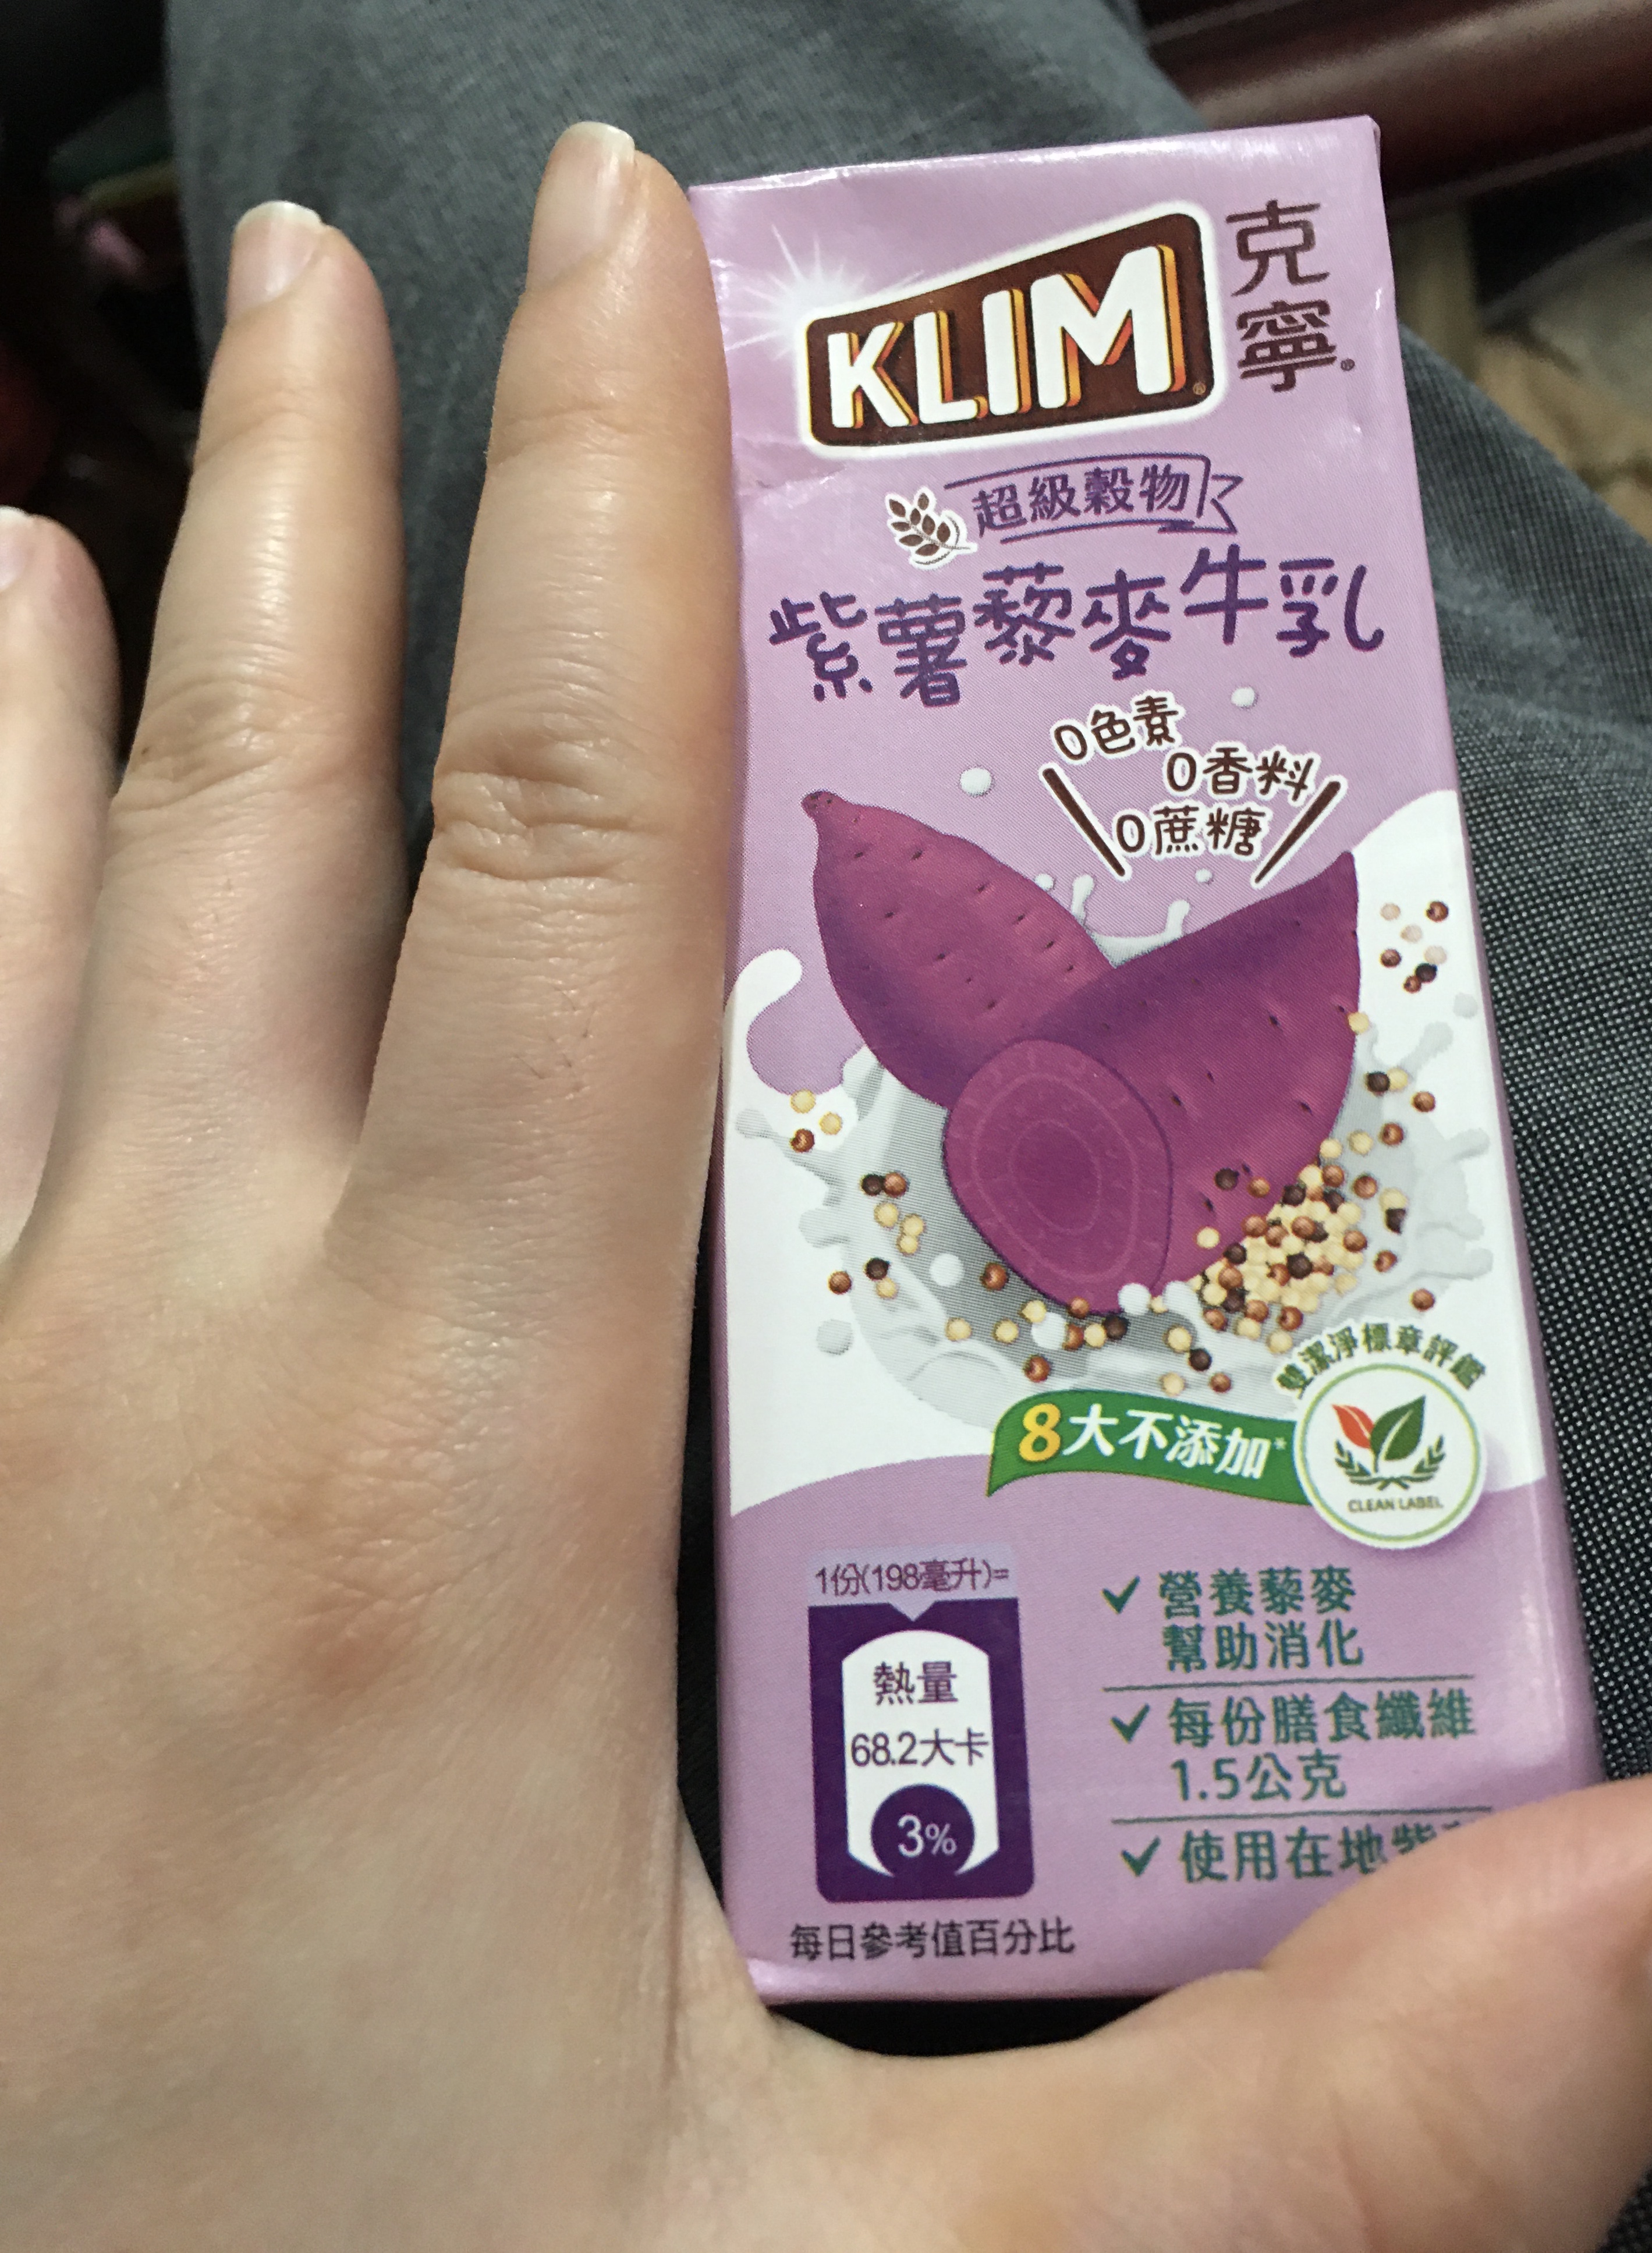 KLIM®
克寧®
超級穀物
紫薯藜麥牛乳
0色素
0香料
0蔗糖
雙潔淨標章評鑑
8大不添加*
CLEAN LABEL
1份(198毫升)=
熱量
68.2大卡
3%
每日參考值百分比
營養藜麥
幫助消化
每份膳食纖維
1.5公克
使用在地紫